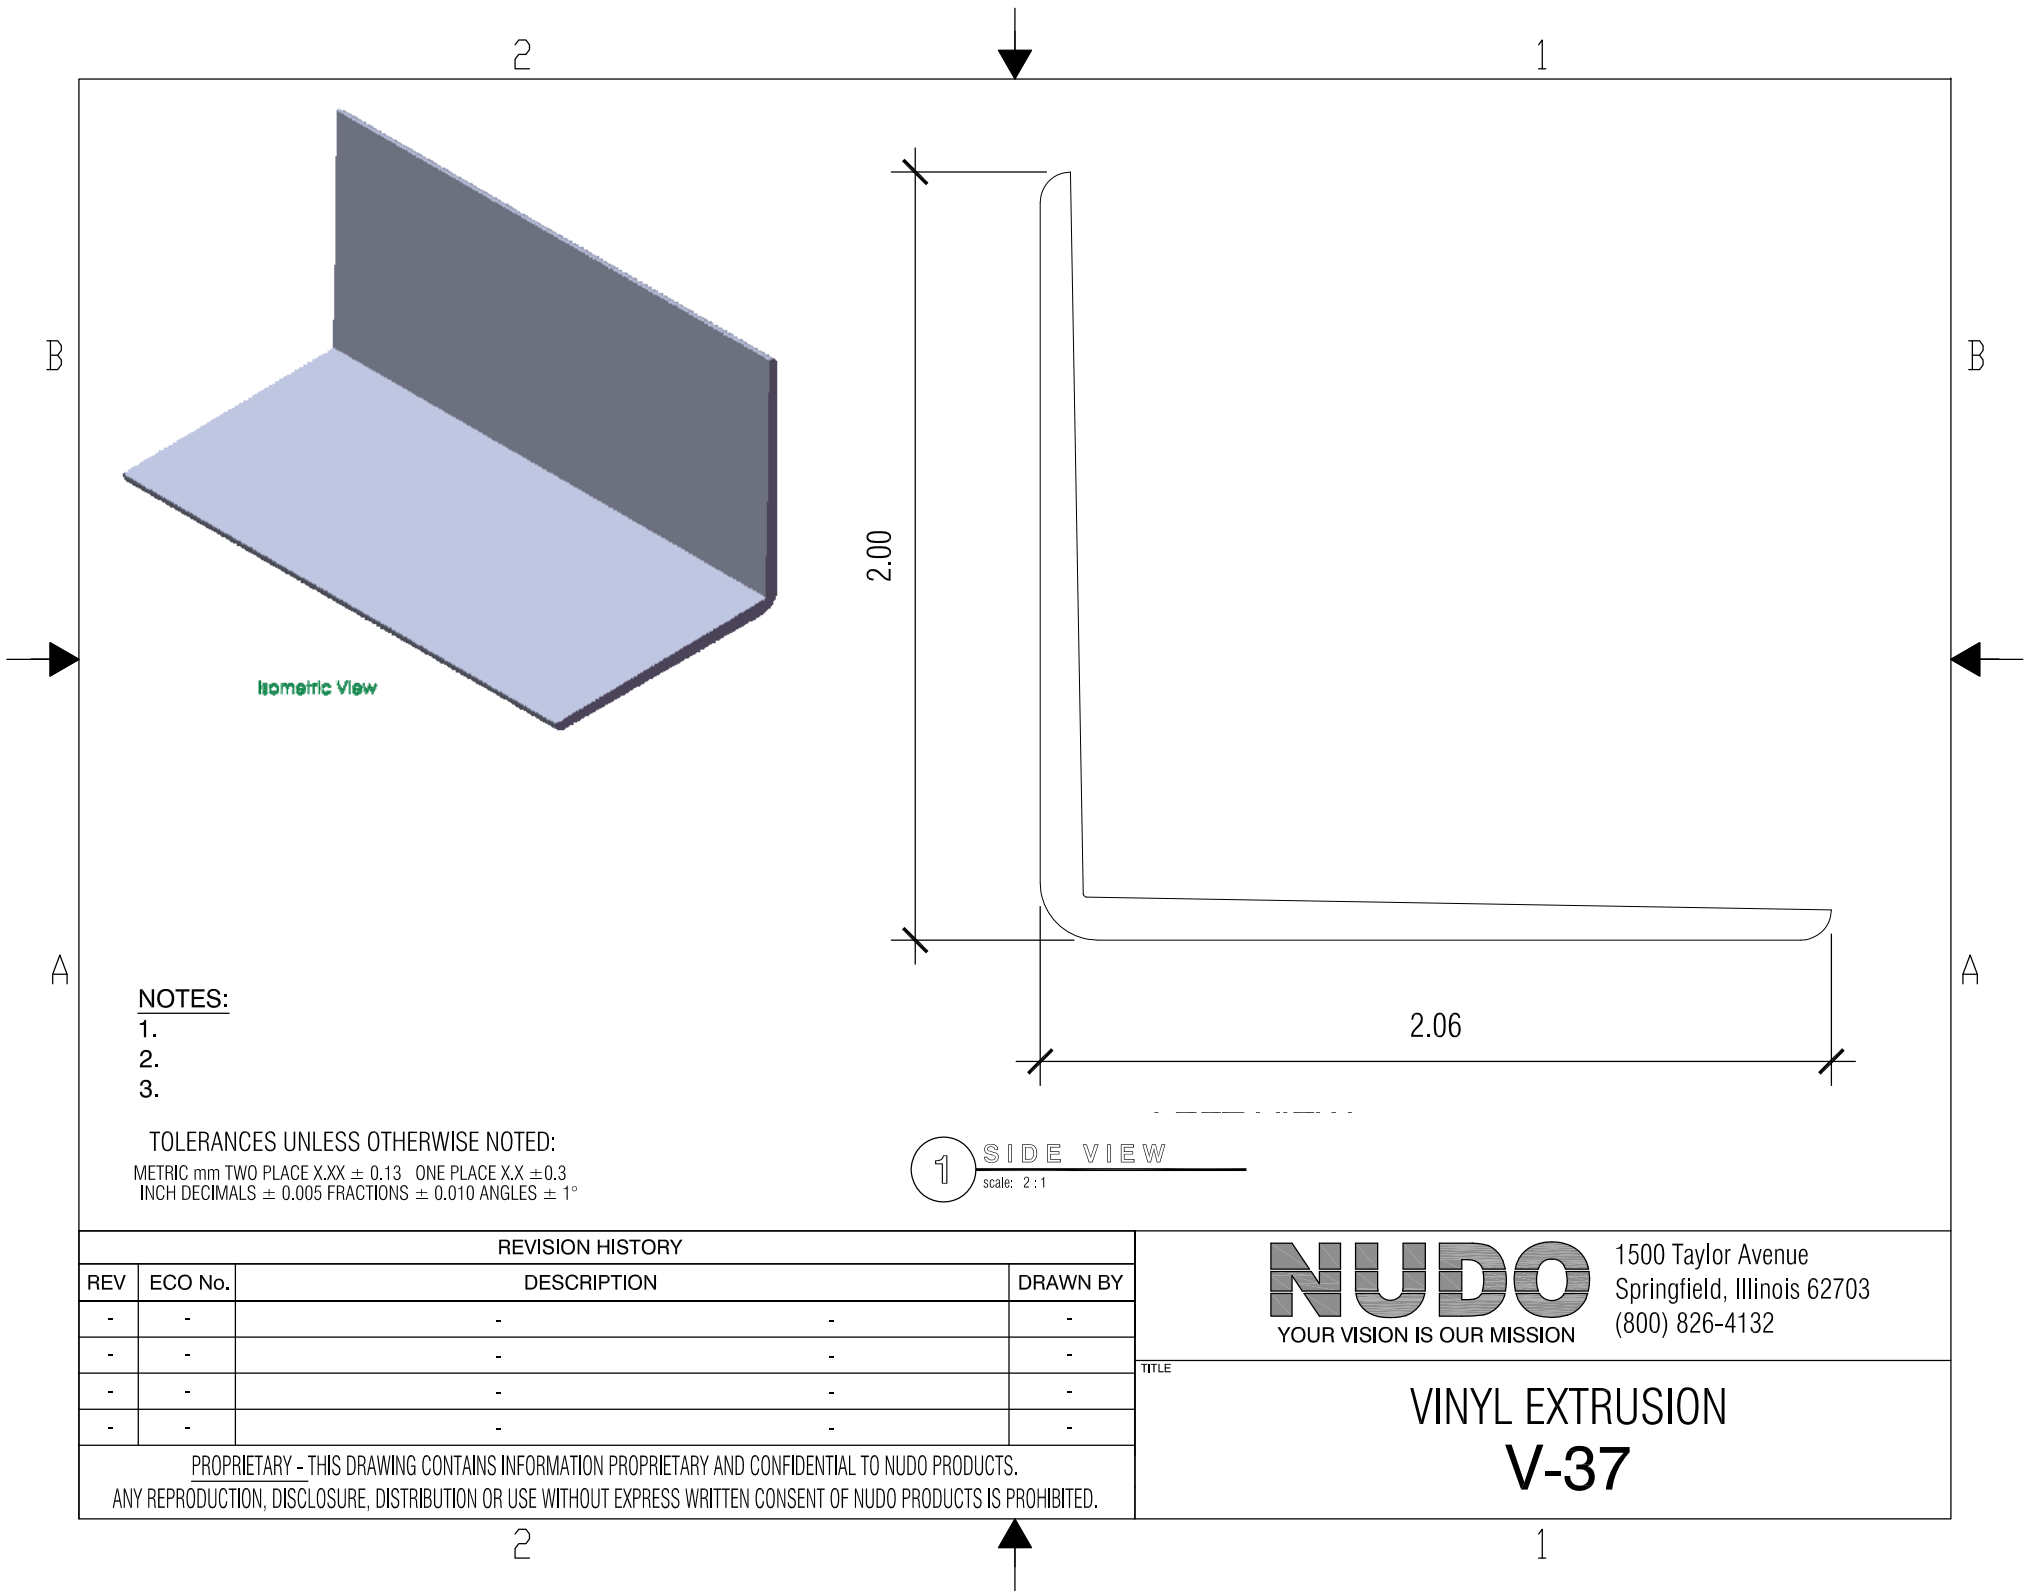 2
1
B
B
2.00
Isometric View
A
A
NOTES:
1.
2.
3.
2.06
TOLERANCES UNLESS OTHERWISE NOTED:
METRIC mm TWO PLACE X.XX ± 0.13 ONE PLACE X.X ±0.3
INCH DECIMALS ± 0.005 FRACTIONS ± 0.010 ANGLES ± 1°
1
SIDE VIEW
scale: 2:1
REVISION HISTORY
REV ECO No. DESCRIPTION DRAWN BY
- - - - -
- - - - -
- - - - -
- - - - -
PROPRIETARY - THIS DRAWING CONTAINS INFORMATION PROPRIETARY AND CONFIDENTIAL TO NUDO PRODUCTS.
ANY REPRODUCTION, DISCLOSURE, DISTRIBUTION OR USE WITHOUT EXPRESS WRITTEN CONSENT OF NUDO PRODUCTS IS PROHIBITED.
NUDO
YOUR VISION IS OUR MISSION
1500 Taylor Avenue
Springfield, Illinois 62703
(800) 826-4132
TITLE
VINYL EXTRUSION
V-37
2
1